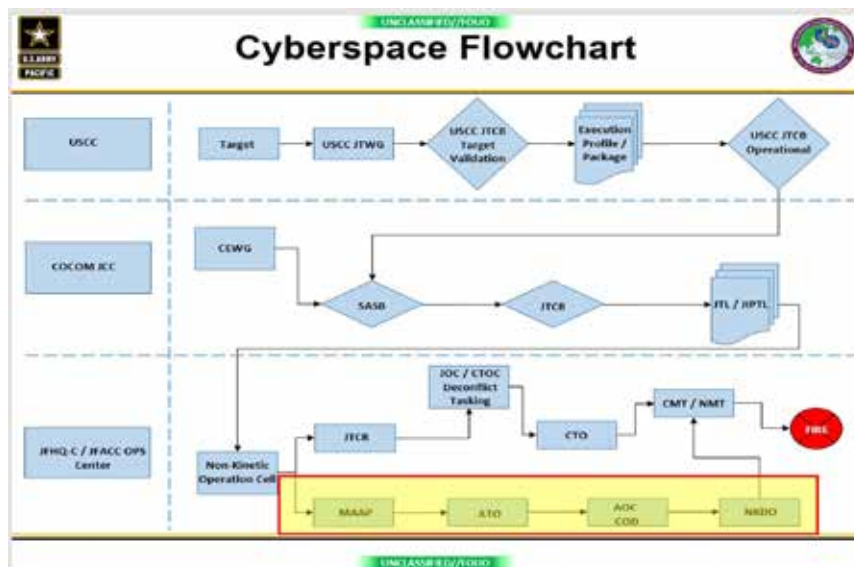 UNCLASSIFIED//FOUO
U.S.ARMY
PACIFIC
Cyberspace Flowchart
USCC
Target
USCC JTWG
USCC JTCB
Target
Validation
Execution
Profile /
Package
USCC JTCB
Operational
COCOM JCC
CEWG
SASB
JTCB
JTL / JIPTL
JFHQ-C / JFACC OPS
Center
Non-Kinetic
Operation Cell
JTCB
JOC / CTOC
Deconflict
Tasking
CTO
CMT / NMT
FIRE
MAAP
ATO
AOC
COD
NKDO
UNCLASSIFIED//FOUO